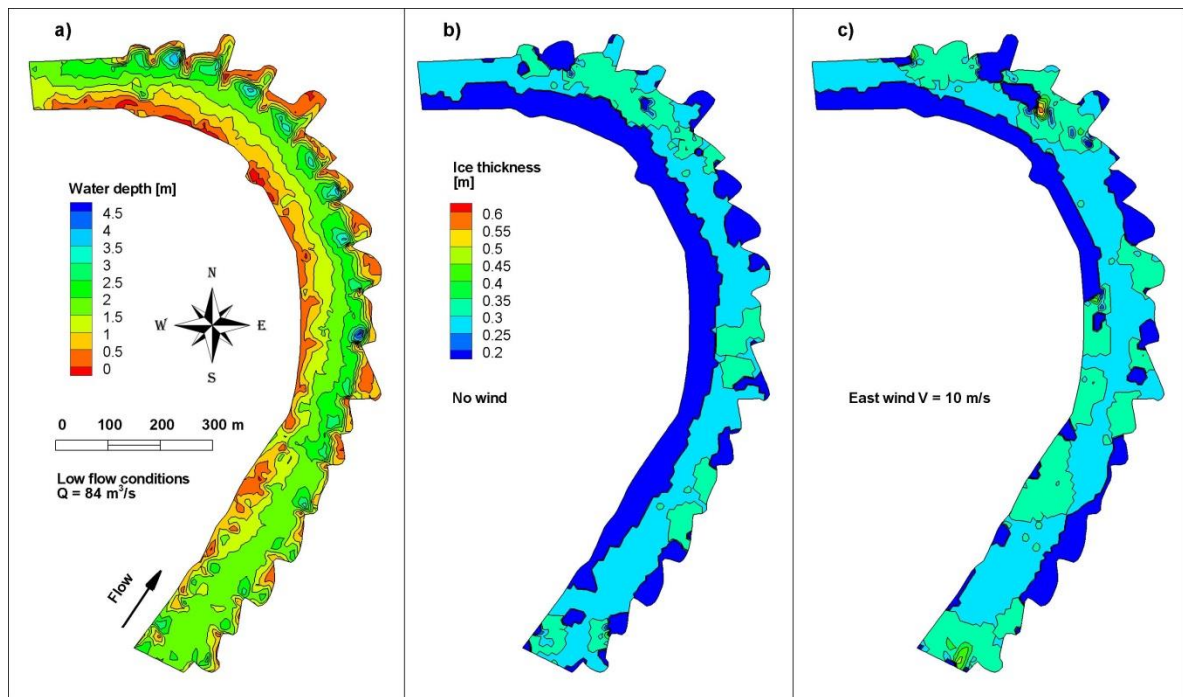 a)
Water depth [m]
4.5
4
3.5
3
2.5
2
1.5
1
0.5
0
N
W
E
S
0 100 200 300 m
Low flow conditions
Q = 84 m³/s
Flow
b)
Ice thickness
[m]
0.6
0.55
0.5
0.45
0.4
0.35
0.3
0.25
0.2
No wind
c)
East wind V = 10 m/s